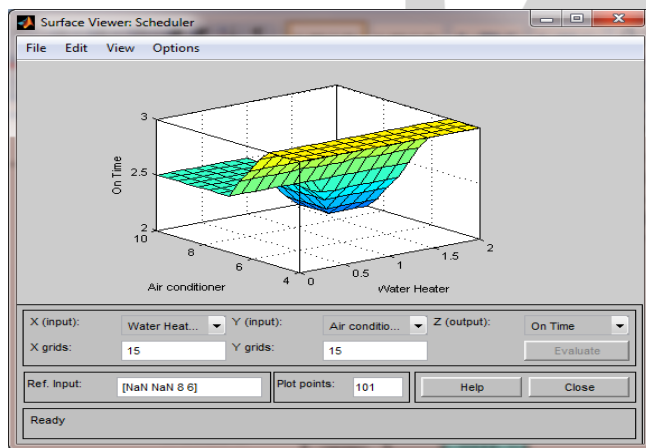 Surface Viewer: Scheduler
File Edit View Options
3
2.5
2
On Time
10
8
6
4
Air conditioner
0
0.5
1
1.5
2
Water Heater
X (input): Water Heat... Y (input): Air conditio... Z (output): On Time
X grids: 15 Y grids: 15 Evaluate
Ref. Input: [NaN NaN 8 6] Plot points: 101 Help Close
Ready